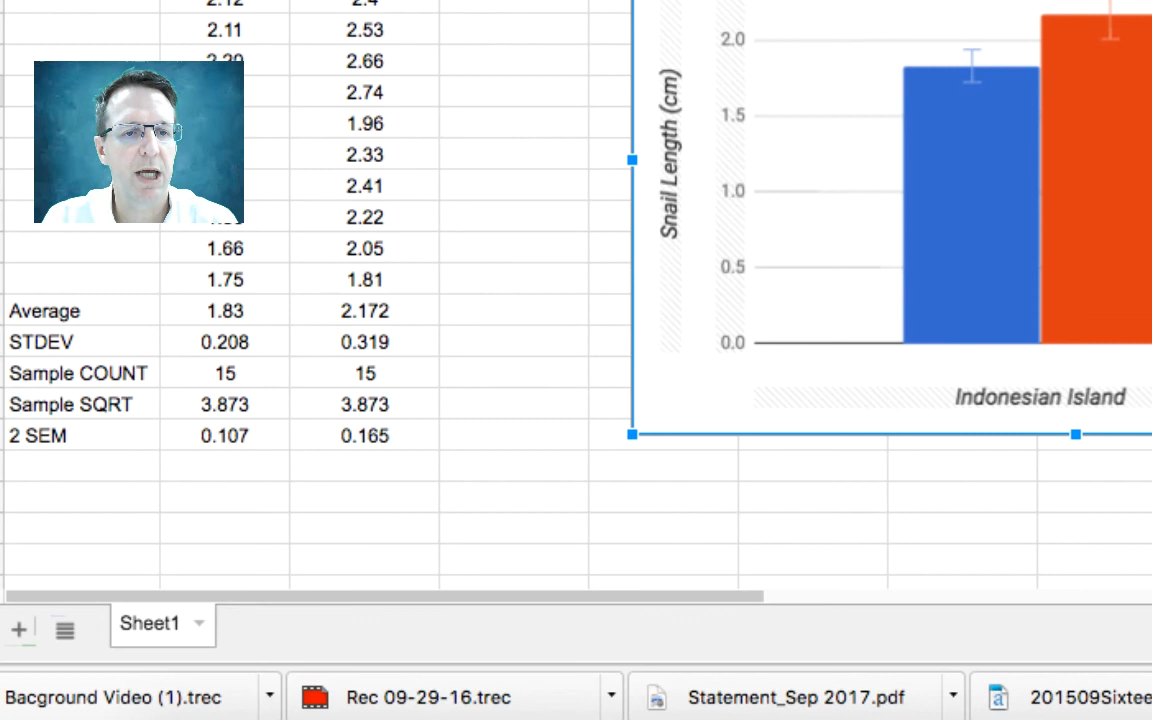 2.12 2.4
2.11 2.53
2.66
2.74
1.96
2.33
2.41
2.22
1.66 2.05
1.75 1.81
Average 1.83 2.172
STDEV 0.208 0.319
Sample COUNT 15 15
Sample SQRT 3.873 3.873
2 SEM 0.107 0.165
Snail Length (cm)
2.0
1.5
1.0
0.5
0.0
Indonesian Island
Sheet1
Bacground Video (1).trec
Rec 09-29-16.trec
Statement_Sep 2017.pdf
201509Sixtee